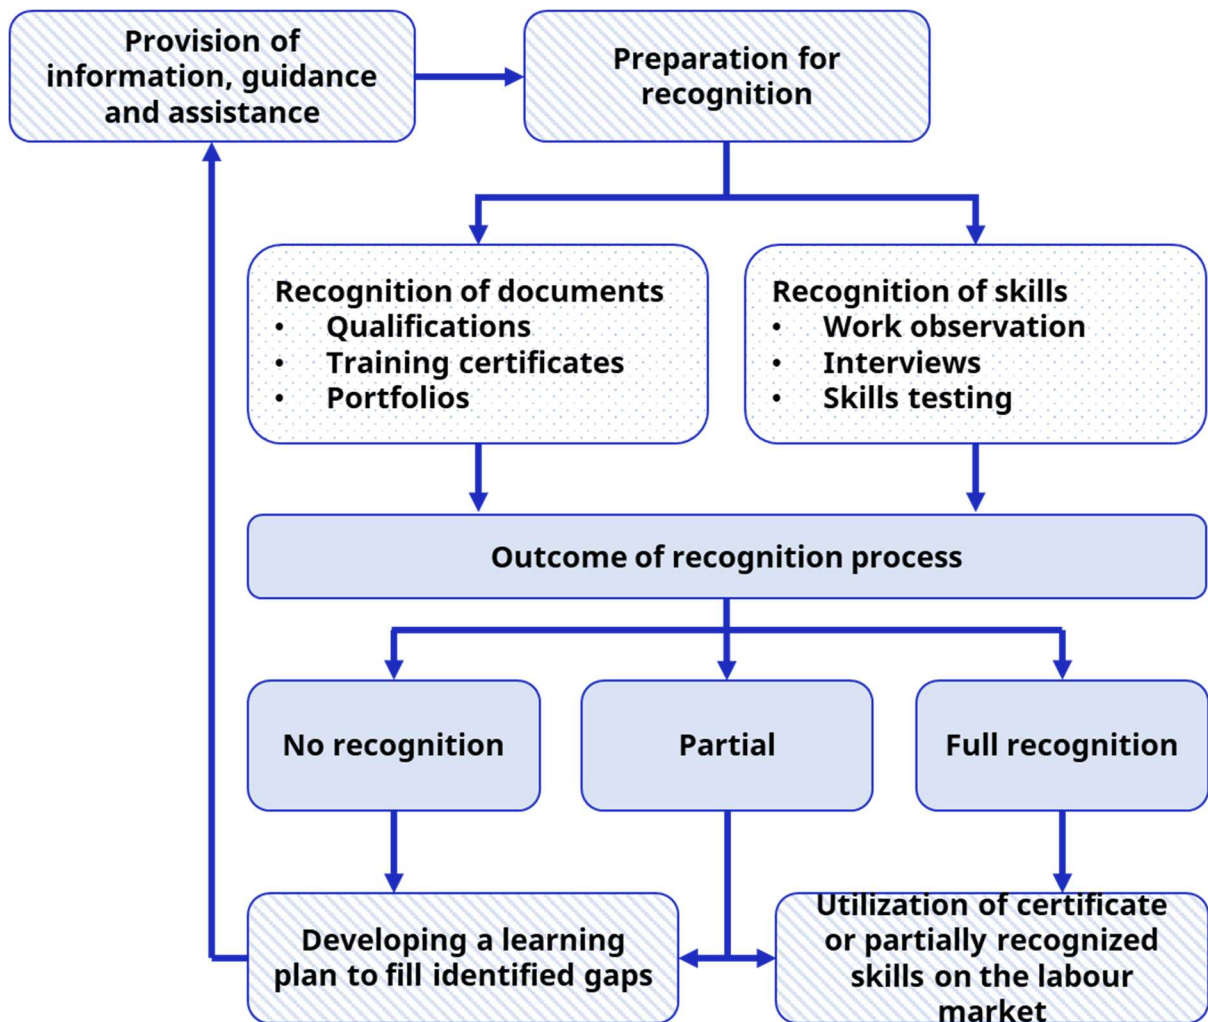 Provision of
information, guidance
and assistance
Preparation for
recognition
Recognition of documents
• Qualifications
• Training certificates
• Portfolios
Recognition of skills
• Work observation
• Interviews
• Skills testing
Outcome of recognition process
No recognition
Partial
Full recognition
Developing a learning
plan to fill identified gaps
Utilization of certificate
or partially recognized
skills on the labour
market